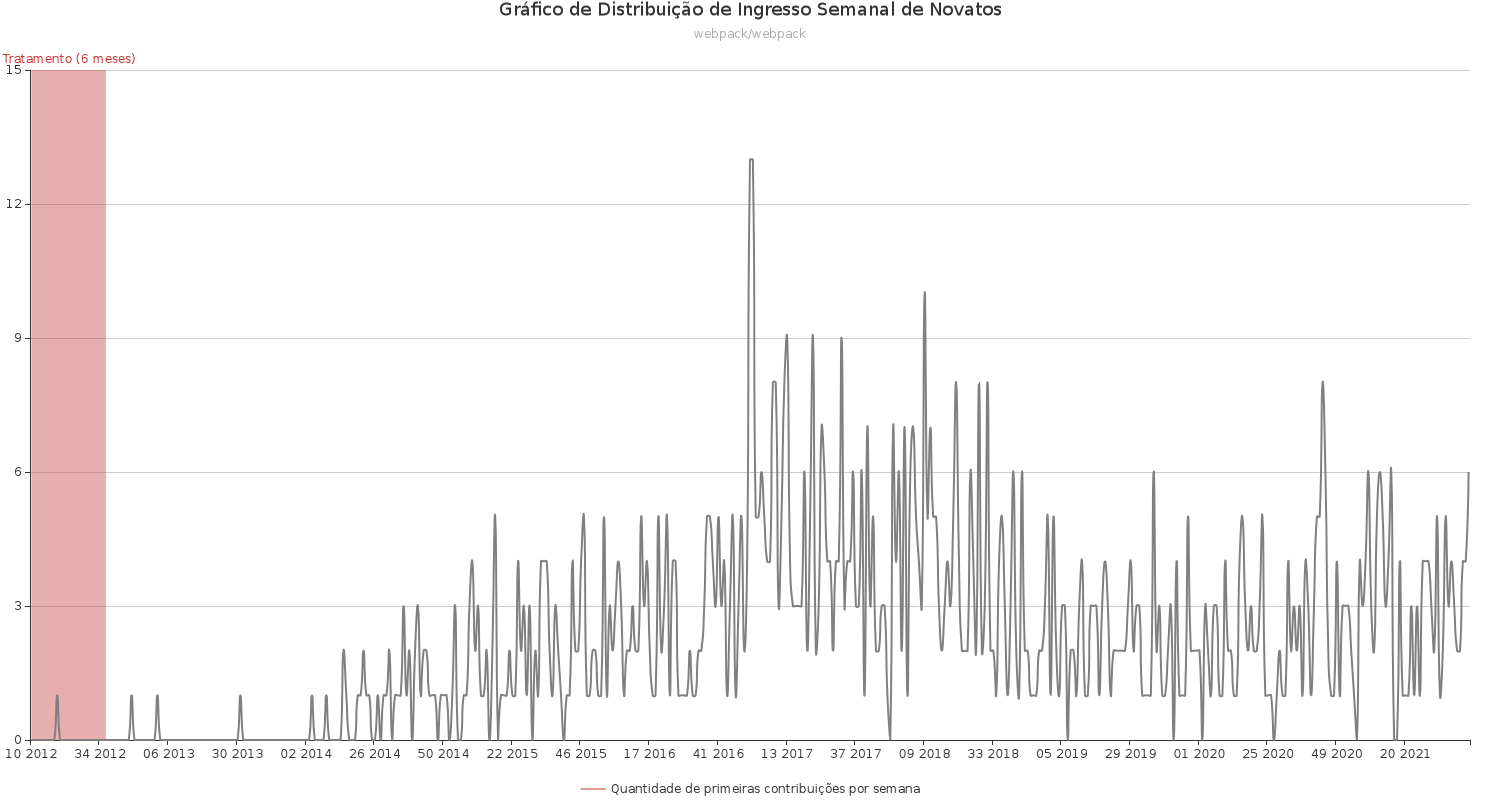 Gráfico de Distribuição de Ingresso Semanal de Novatos
webpack/webpack
Tratamento (6 meses)
15
12
9
6
3
0
10 2012 34 2012 06 2013 30 2013 02 2014 26 2014 50 2014 22 2015 46 2015 17 2016 41 2016 13 2017 37 2017 09 2018 33 2018 05 2019 29 2019 01 2020 25 2020 49 2020 20 2021
Quantidade de primeiras contribuições por semana